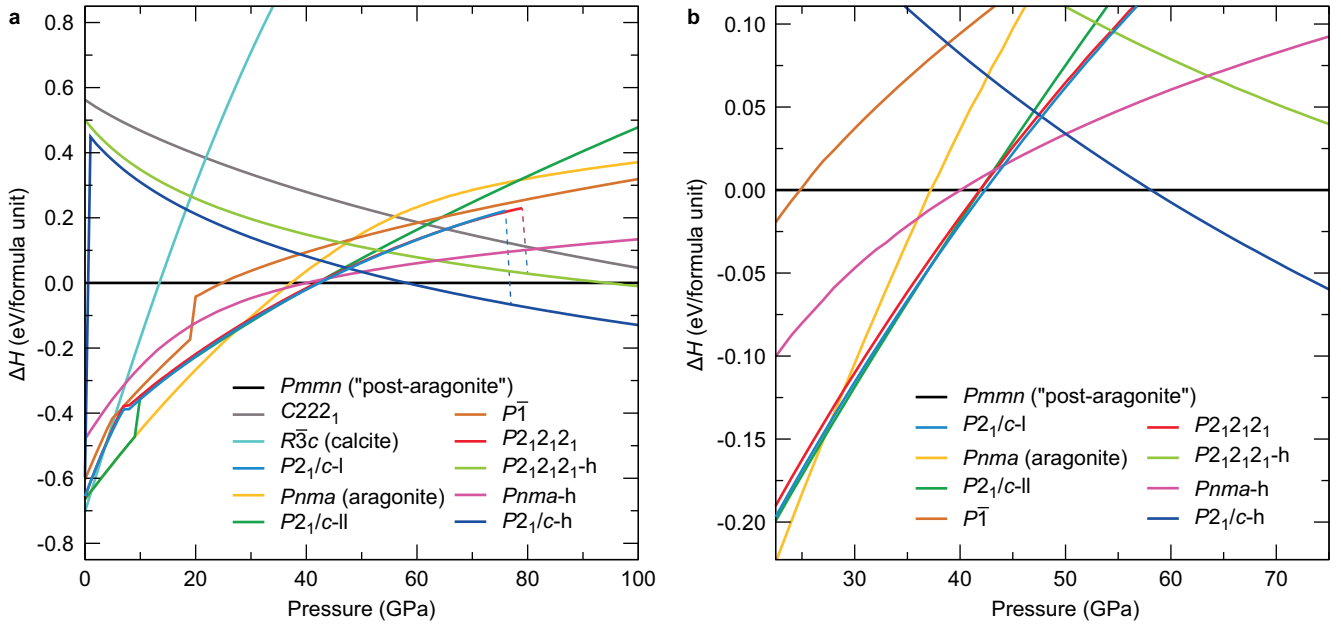 a
0.8
0.6
0.4
0.2
0.0
-0.2
-0.4
-0.6
-0.8
ΔH (eV/formula unit)
0 20 40 60 80 100
Pressure (GPa)
Pmmn ("post-aragonite")
C222₁
R3̅c (calcite)
P2₁/c-l
Pnma (aragonite)
P2₁/c-ll
P1̅
P2₁2₁2₁
P2₁2₁2₁-h
Pnma-h
P2₁/c-h
b
0.10
0.05
0.00
-0.05
-0.10
-0.15
-0.20
ΔH (eV/formula unit)
30 40 50 60 70
Pressure (GPa)
Pmmn ("post-aragonite")
P2₁/c-l
Pnma (aragonite)
P2₁/c-ll
P1̅
P2₁2₁2₁
P2₁2₁2₁-h
Pnma-h
P2₁/c-h